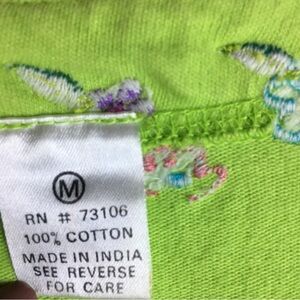 M
RN # 73106
100% COTTON
MADE IN INDIA
SEE REVERSE
FOR CARE